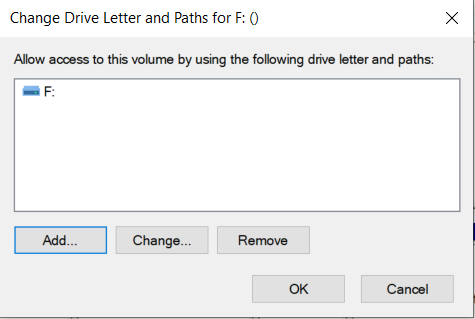 Change Drive Letter and Paths for F: ()
Allow access to this volume by using the following drive letter and paths:
F:
Add... Change... Remove
OK Cancel